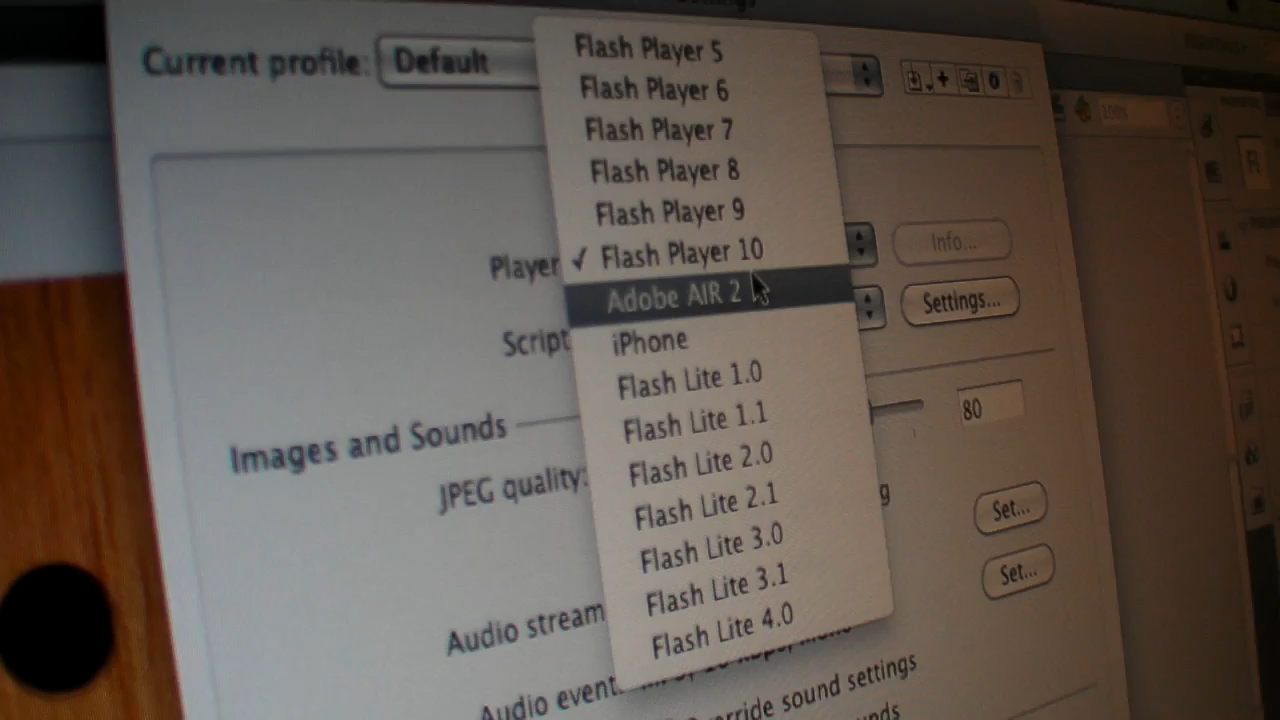 Current profile: Default
Flash Player 5
Flash Player 6
Flash Player 7
Flash Player 8
Flash Player 9
Player ✓ Flash Player 10 Info...
Adobe AIR 2 Settings...
Script iPhone
Flash Lite 1.0
Images and Sounds Flash Lite 1.1 80
JPEG quality: Flash Lite 2.0
Flash Lite 2.1 g
Flash Lite 3.0 Set...
Flash Lite 3.1 Set...
Audio stream Flash Lite 4.0
Audio event:
rride sound settings
unds